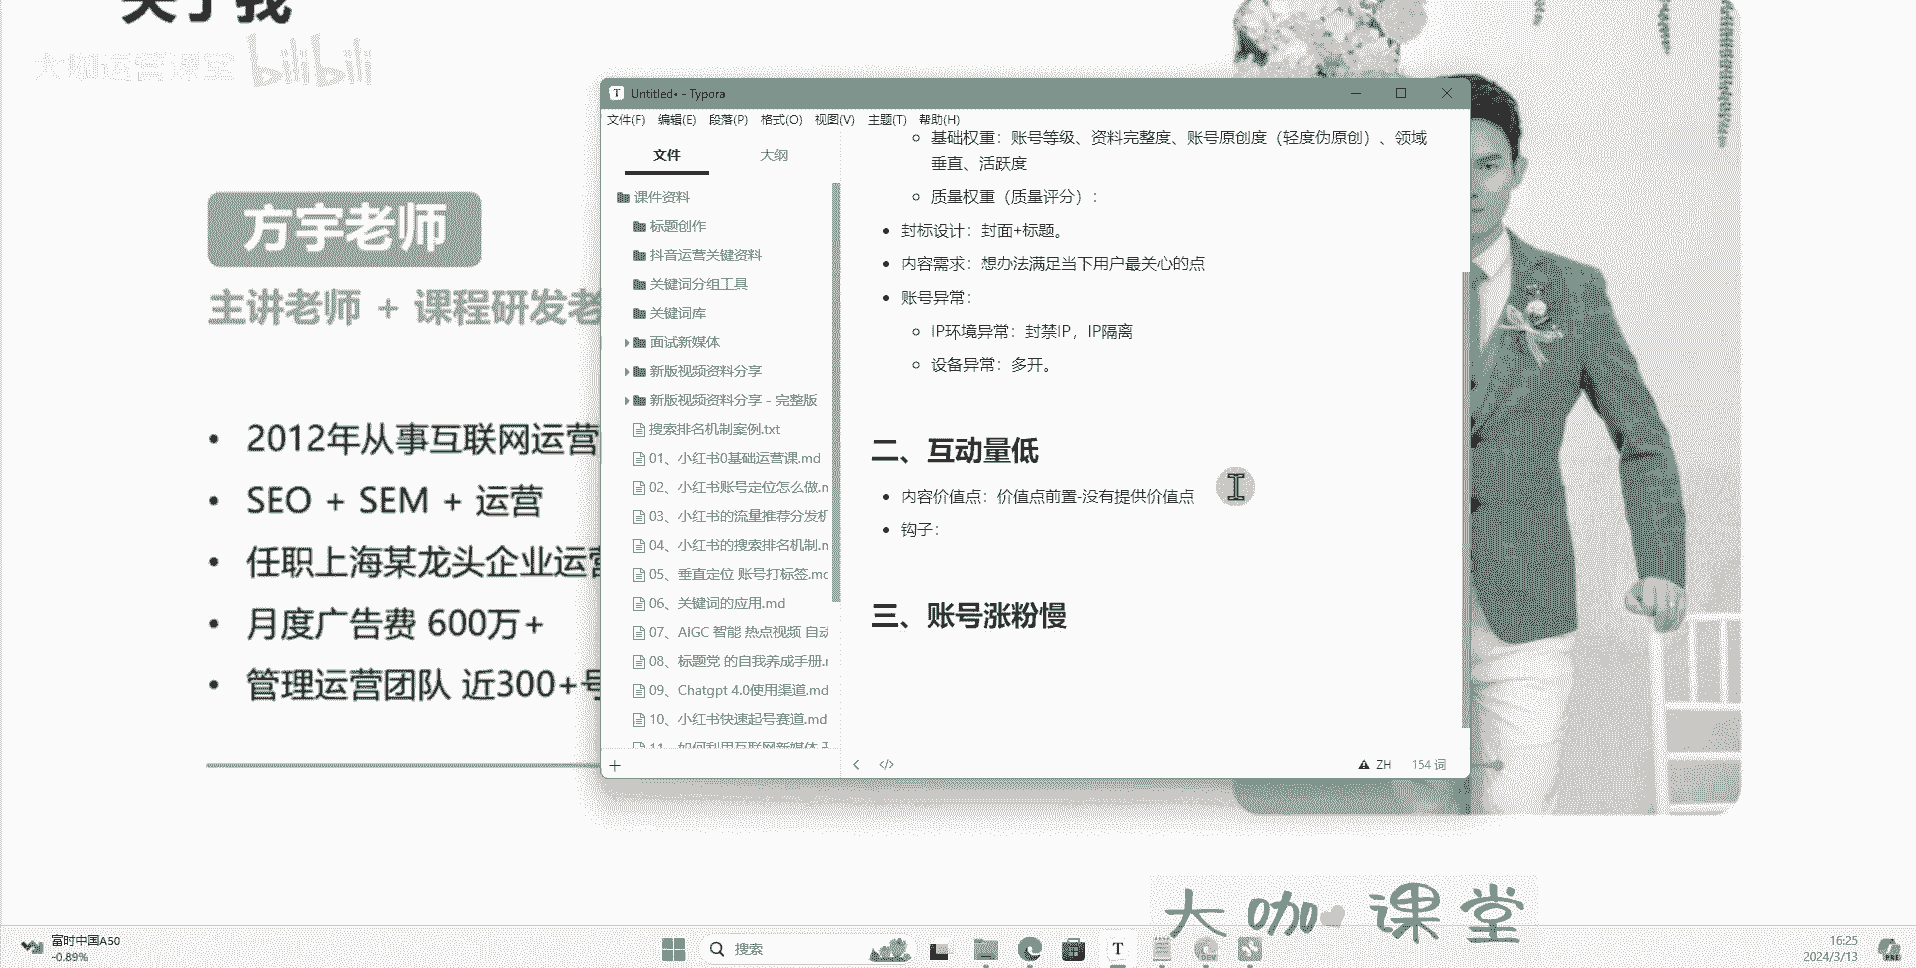 关于我
大咖运营课堂 bilibili
方宇老师
主讲老师 + 课程研发老
2012年从事互联网运营
SEO + SEM + 运营
任职上海某龙头企业运营
月度广告费 600万+
管理运营团队 近300+号
Untitled• - Typora
文件(F) 编辑(E) 段落(P) 格式(O) 视图(V) 主题(T) 帮助(H)
文件 大纲
课件资料
标题创作
抖音运营关键资料
关键词分组工具
关键词库
面试新媒体
新版视频资料分享
新版视频资料分享 - 完整版
搜索排名机制案例.txt
01、小红书0基础运营课.md
02、小红书账号定位怎么做.m
03、小红书的流量推荐分发机
04、小红书的搜索排名机制.m
05、垂直定位 账号打标签.md
06、关键词的应用.md
07、AIGC 智能 热点视频 自动
08、标题党 的自我养成手册.m
09、Chatgpt 4.0使用渠道.md
10、小红书快速起号赛道.md
11、如何利用互联网新媒体
基础权重：账号等级、资料完整度、账号原创度（轻度伪原创）、领域
垂直、活跃度
质量权重（质量评分）：
封标设计：封面+标题。
内容需求：想办法满足当下用户最关心的点
账号异常：
IP环境异常：封禁IP，IP隔离
设备异常：多开。
二、互动量低
内容价值点：价值点前置-没有提供价值点
钩子：
三、账号涨粉慢
ZH 154 词
大咖课堂
富时中国A50
-0.89%
搜索
16:25
2024/3/13